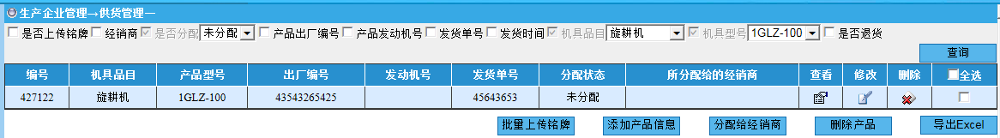 生产企业管理→供货管理—
是否上传铭牌 经销商 是否分配 未分配 产品出厂编号 产品发动机号 发货单号 发货时间 机具品目 旋耕机 机具型号 1GLZ-100 是否退货
查询
编号 机具品目 产品型号 出厂编号 发动机号 发货单号 分配状态 所分配给的经销商 查看 修改 删除 全选
427122 旋耕机 1GLZ-100 43543265425 45643653 未分配
批量上传铭牌 添加产品信息 分配给经销商 删除产品 导出Excel